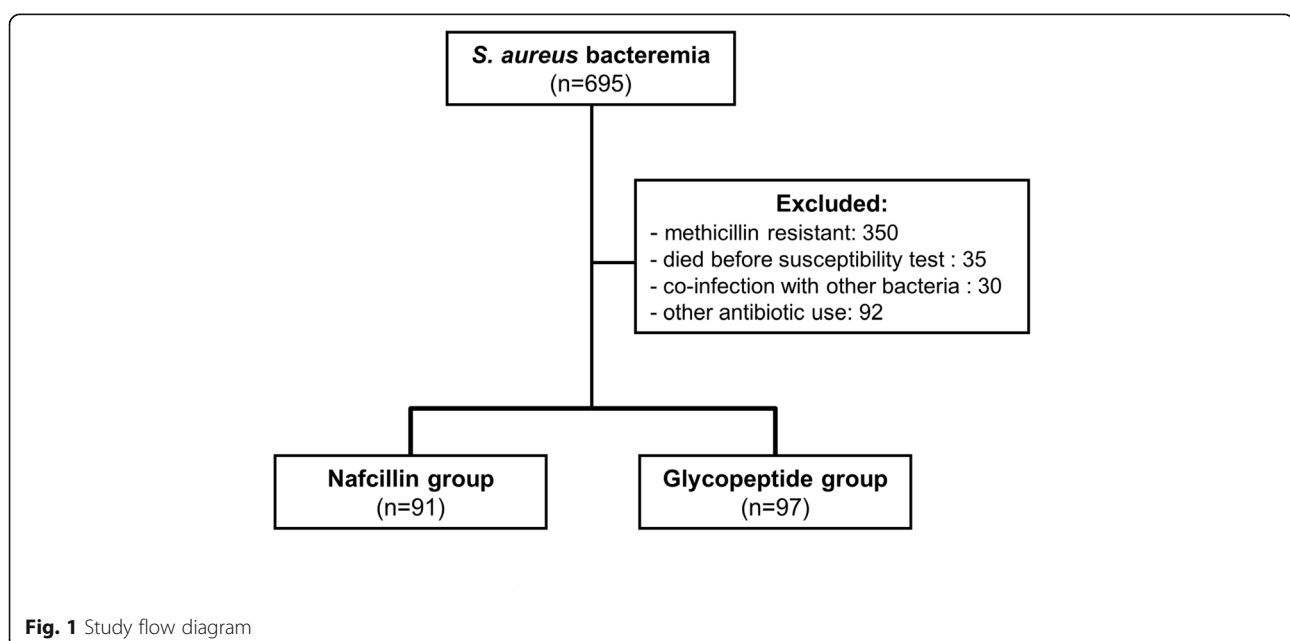 S. aureus bacteremia
(n=695)
Excluded:
- methicillin resistant: 350
- died before susceptibility test : 35
- co-infection with other bacteria : 30
- other antibiotic use: 92
Nafcillin group
(n=91)
Glycopeptide group
(n=97)
Fig. 1 Study flow diagram